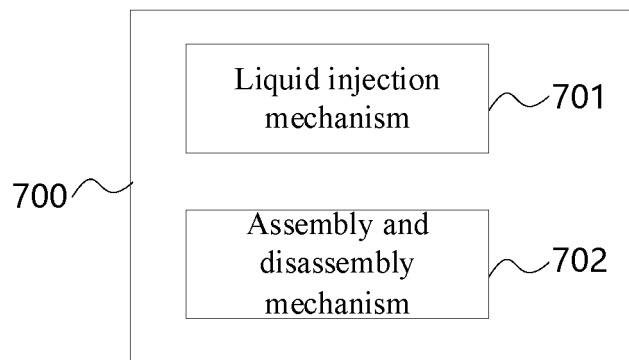 Liquid injection
mechanism
701
700
Assembly and
disassembly
mechanism
702